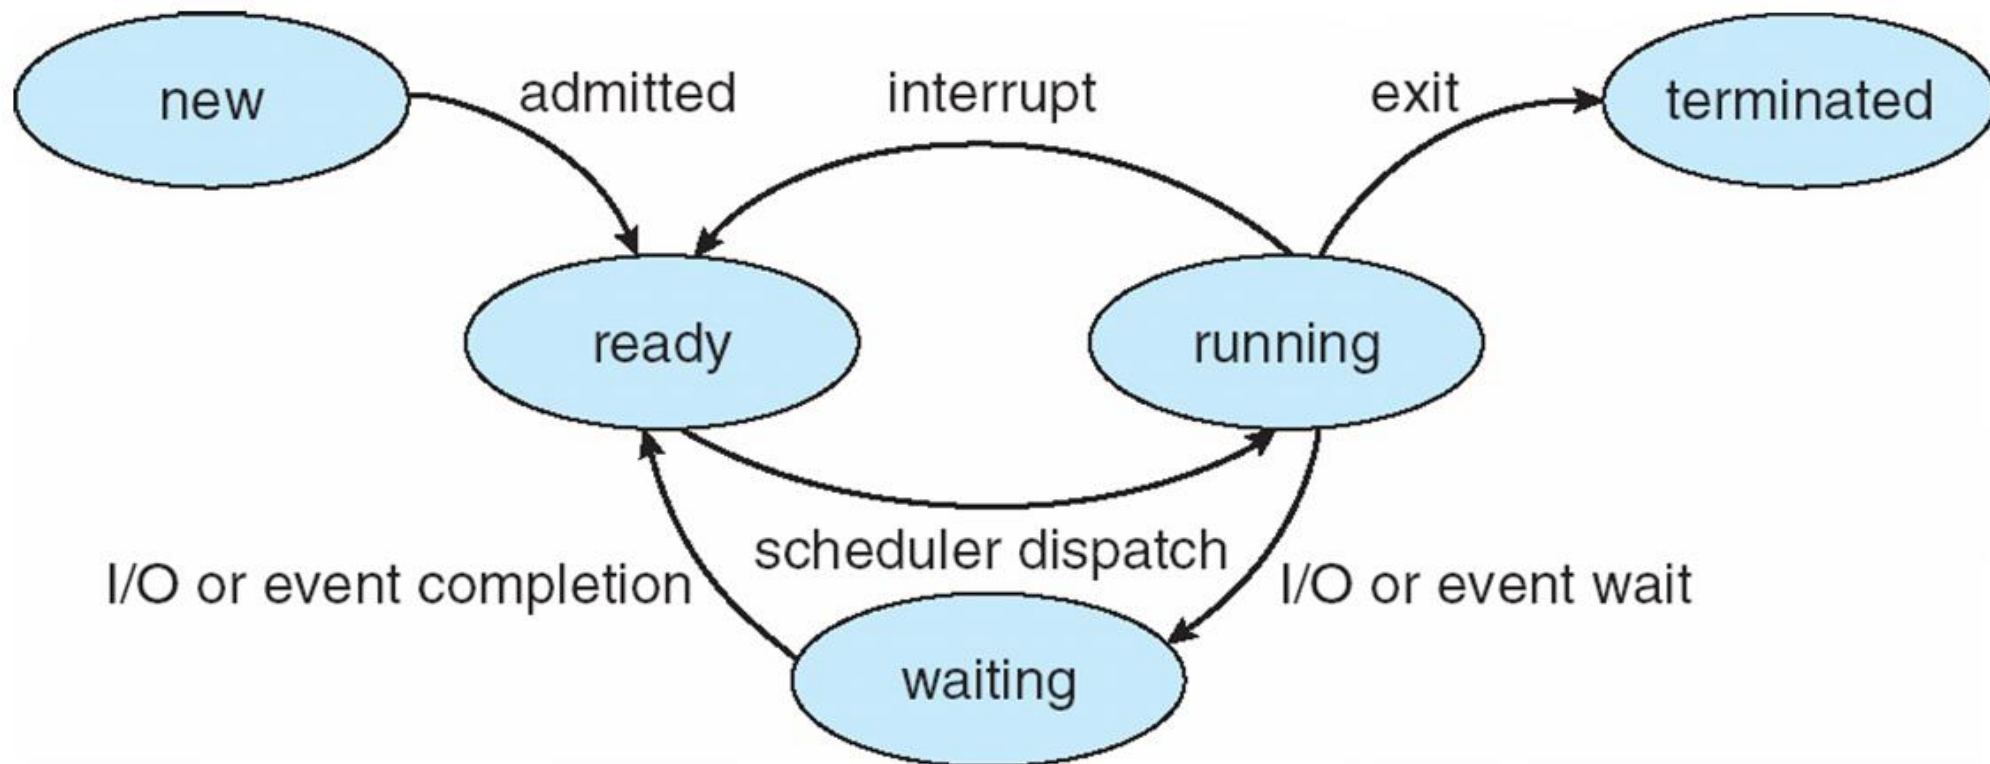 new
admitted
interrupt
exit
terminated
ready
running
scheduler dispatch
I/O or event completion
I/O or event wait
waiting